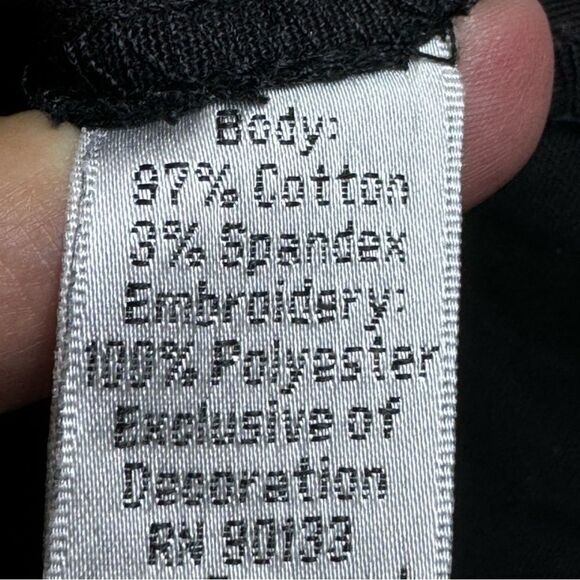 Body:
97% Cotton
3% Spandex
Embroidery:
100% Polyester
Exclusive of
Decoration
RN 90133